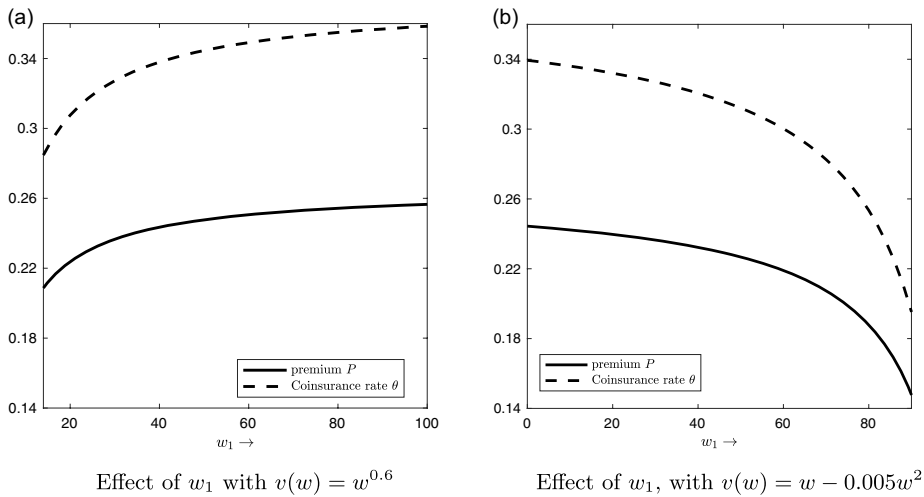 (a)
0.34
0.3
0.26
0.22
0.18
0.14
20 40 60 80 100
w₁ →
premium P
Coinsurance rate θ
Effect of w₁ with v(w) = w^0.6
(b)
0.34
0.3
0.26
0.22
0.18
0.14
0 20 40 60 80
w₁ →
premium P
Coinsurance rate θ
Effect of w₁, with v(w) = w − 0.005w²